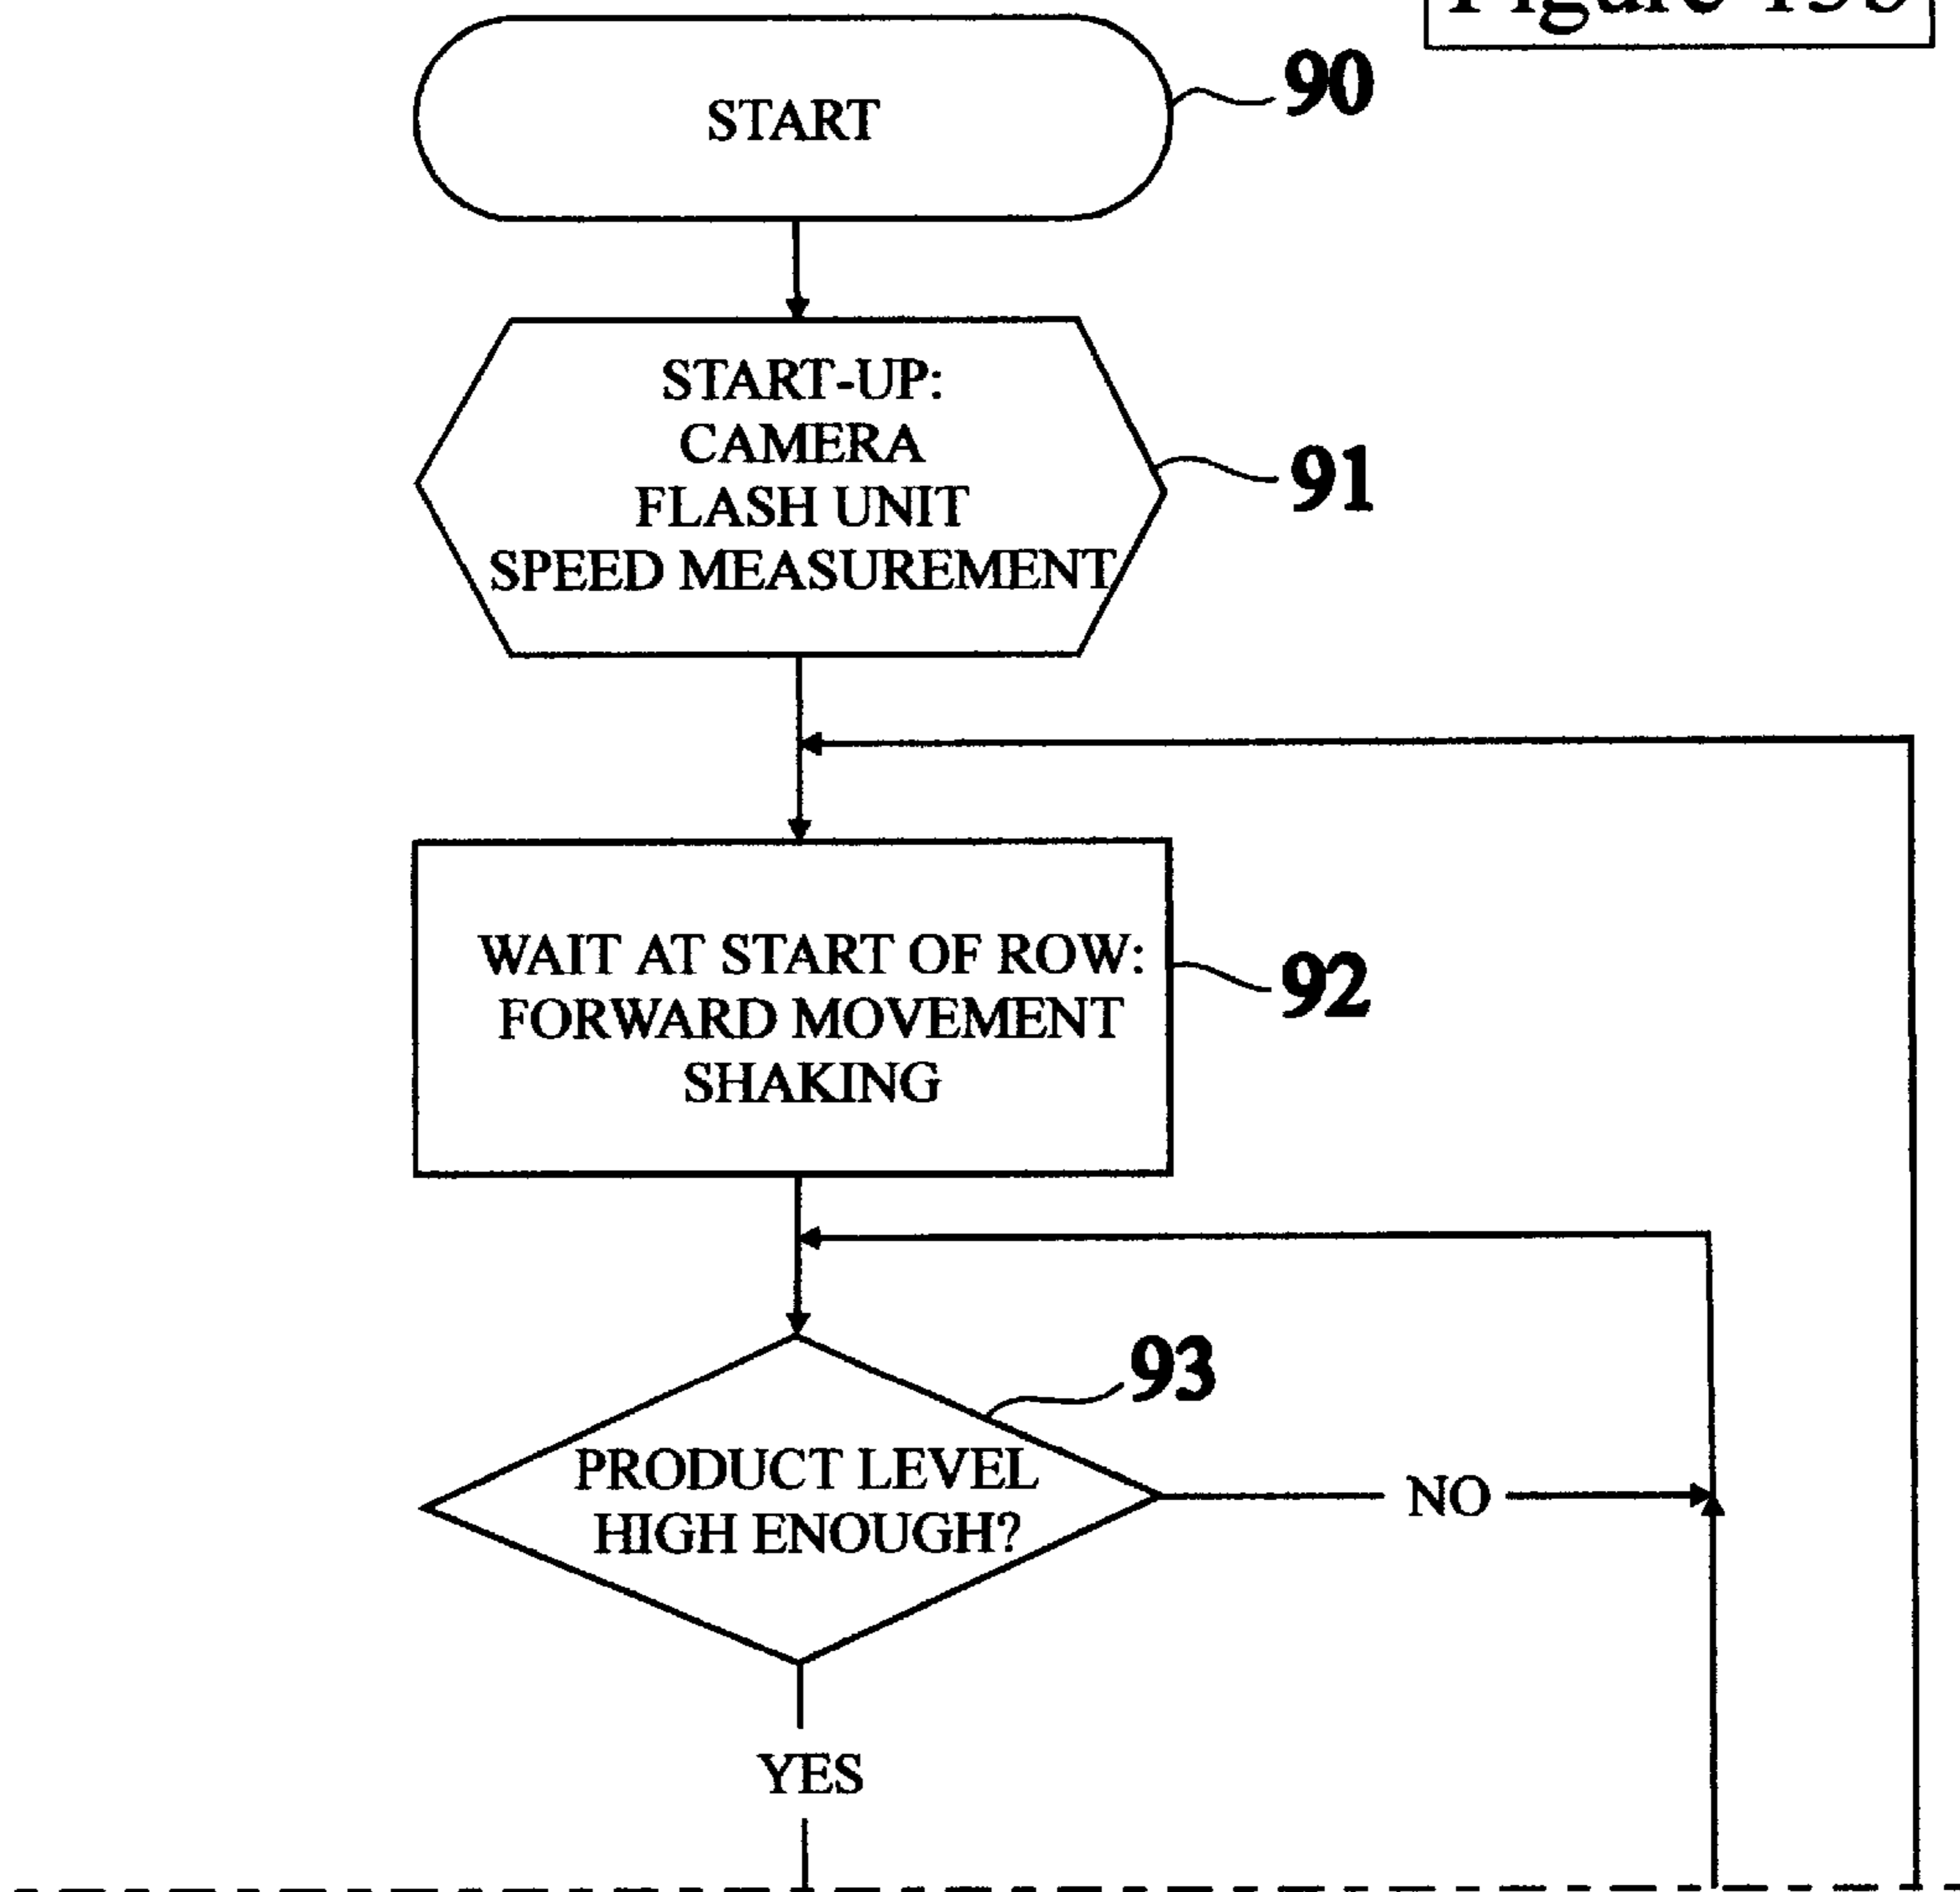 Figure
START
90
START-UP:
CAMERA
FLASH UNIT
SPEED MEASUREMENT
91
WAIT AT START OF ROW:
FORWARD MOVEMENT
SHAKING
92
93
PRODUCT LEVEL
HIGH ENOUGH?
NO
YES